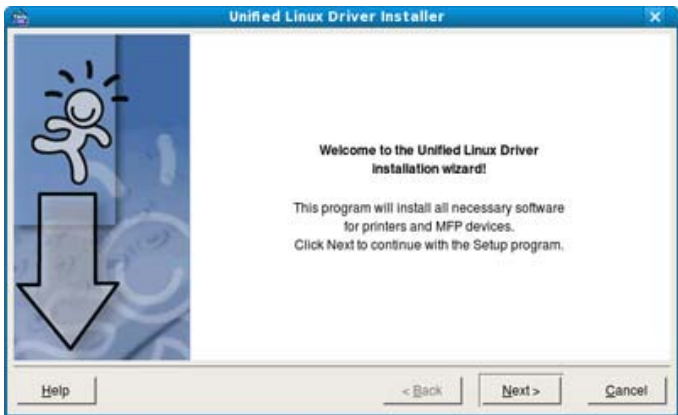 Unified Linux Driver Installer
Welcome to the Unified Linux Driver
installation wizard!
This program will install all necessary software
for printers and MFP devices.
Click Next to continue with the Setup program.
Help
< Back
Next >
Cancel